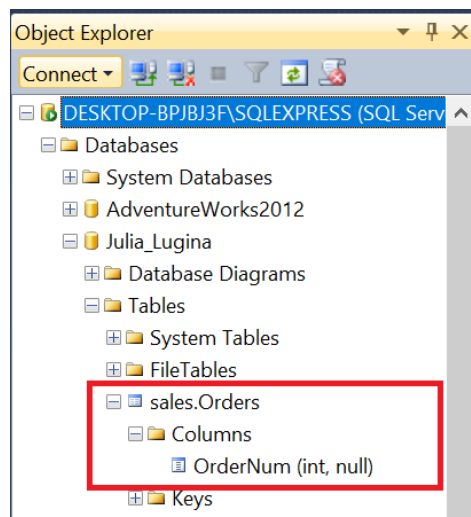 Object Explorer
Connect
DESKTOP-BPJBJ3F\SQLEXPRESS (SQL Serv
Databases
System Databases
AdventureWorks2012
Julia_Lugina
Database Diagrams
Tables
System Tables
FileTables
sales.Orders
Columns
OrderNum (int, null)
Keys